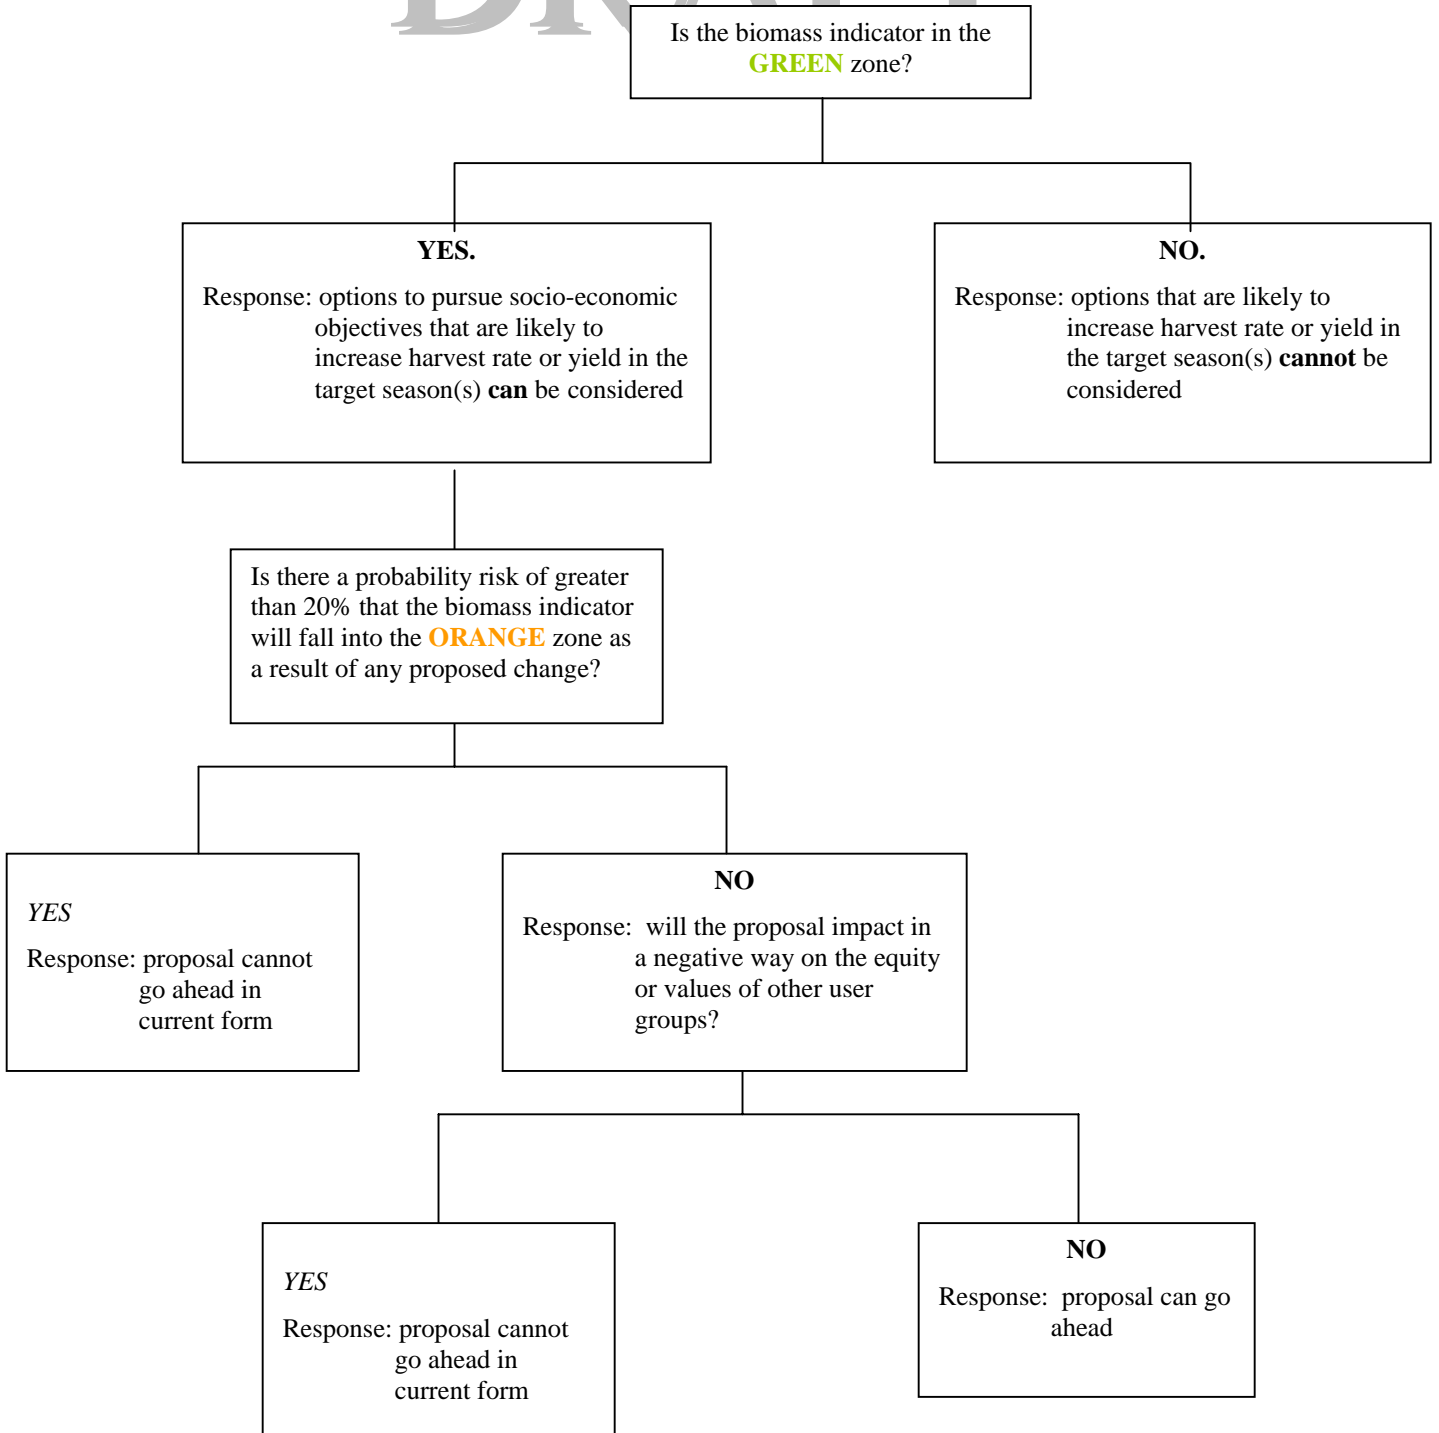 Is the biomass indicator in the
GREEN zone?
YES.
Response: options to pursue socio-economic
objectives that are likely to
increase harvest rate or yield in the
target season(s) can be considered
NO.
Response: options that are likely to
increase harvest rate or yield in
the target season(s) cannot be
considered
Is there a probability risk of greater
than 20% that the biomass indicator
will fall into the ORANGE zone as
a result of any proposed change?
YES
Response: proposal cannot
go ahead in
current form
NO
Response: will the proposal impact in
a negative way on the equity
or values of other user
groups?
YES
Response: proposal cannot
go ahead in
current form
NO
Response: proposal can go
ahead